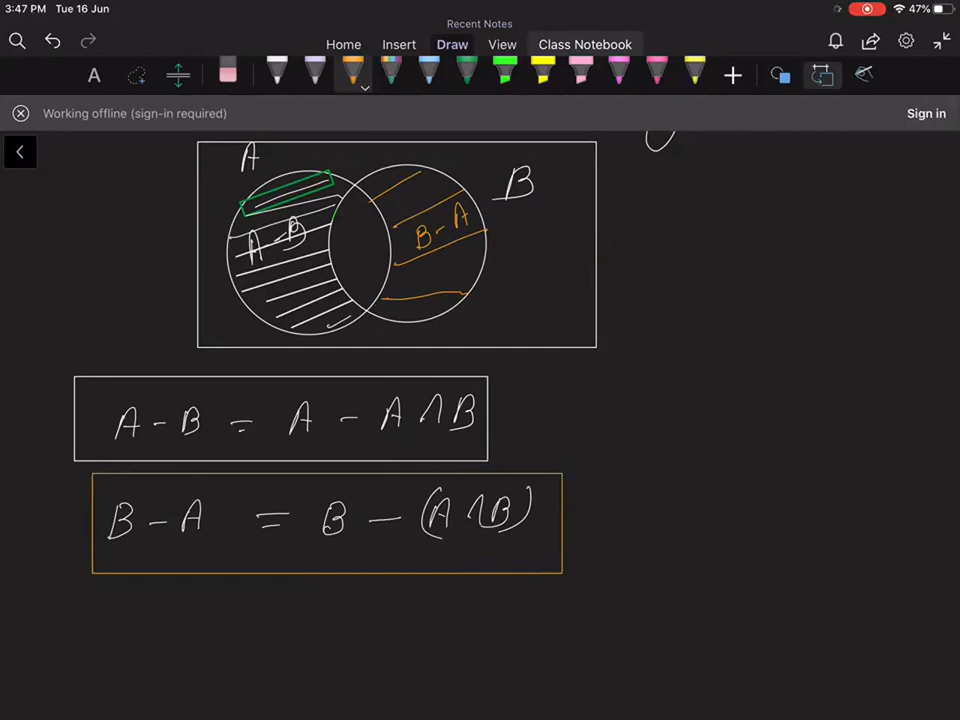 3:47 PM Tue 16 Jun
47%
Recent Notes
Home Insert Draw View Class Notebook
A
Working offline (sign-in required)
Sign in
A
B
A - B
B - A
A - B = A - A ∩ B
B - A = B - (A ∩ B)